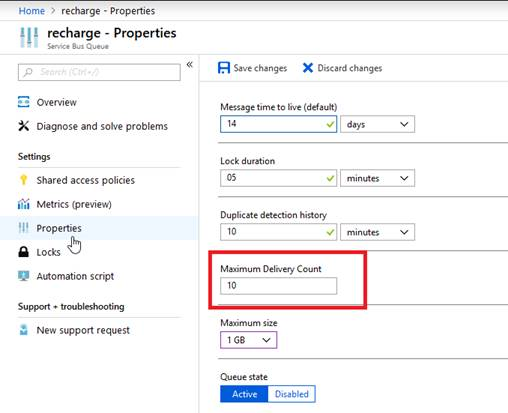 Home > recharge - Properties
recharge - Properties
Service Bus Queue
Search (Ctrl+/)
Overview
Diagnose and solve problems
Settings
Shared access policies
Metrics (preview)
Properties
Locks
Automation script
Support + troubleshooting
New support request
Save changes
Discard changes
Message time to live (default)
14 days
Lock duration
.05 minutes
Duplicate detection history
10 minutes
Maximum Delivery Count
10
Maximum size
1 GB
Queue state
Active Disabled